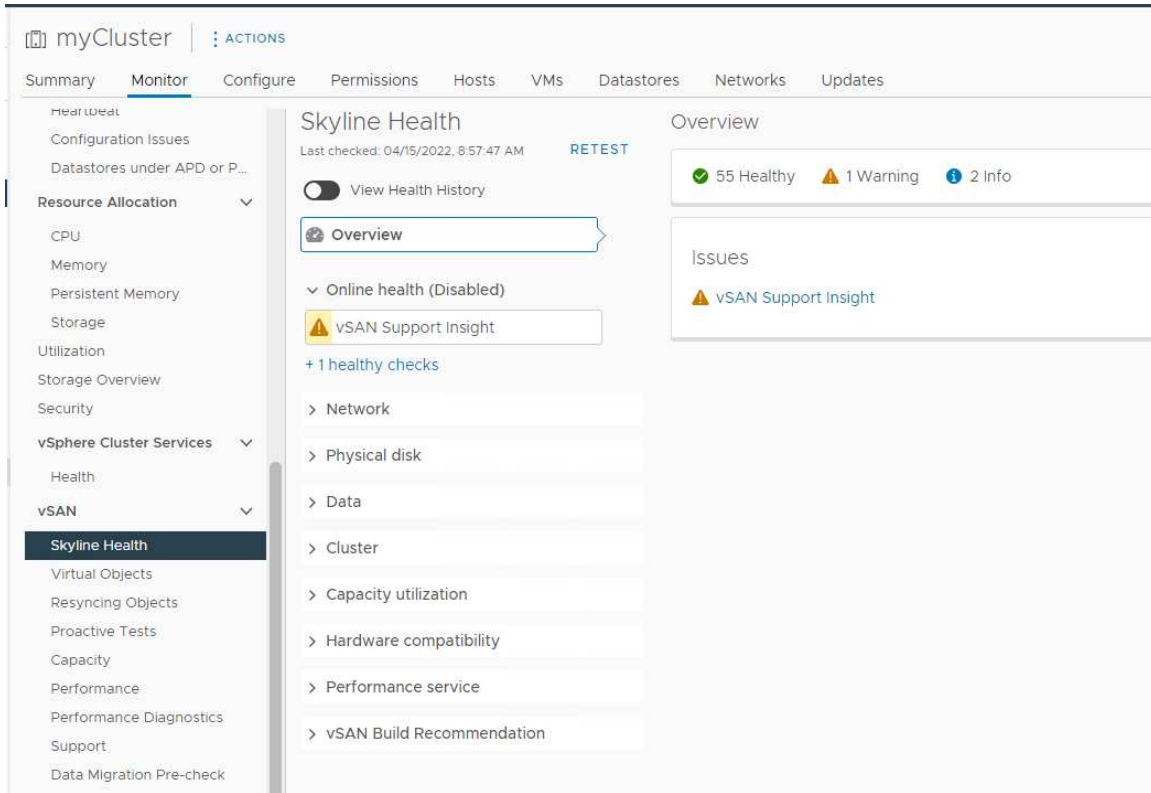 myCluster
ACTIONS
Summary Monitor Configure Permissions Hosts VMs Datastores Networks Updates
Heartbeat
Configuration Issues
Datastores under APD or P...
Resource Allocation
CPU
Memory
Persistent Memory
Storage
Utilization
Storage Overview
Security
vSphere Cluster Services
Health
vSAN
Skyline Health
Virtual Objects
Resyncing Objects
Proactive Tests
Capacity
Performance
Performance Diagnostics
Support
Data Migration Pre-check
Skyline Health
Last checked: 04/15/2022, 8:57:47 AM RETEST
View Health History
Overview
Online health (Disabled)
vSAN Support Insight
+ 1 healthy checks
Network
Physical disk
Data
Cluster
Capacity utilization
Hardware compatibility
Performance service
vSAN Build Recommendation
Overview
55 Healthy 1 Warning 2 Info
Issues
vSAN Support Insight